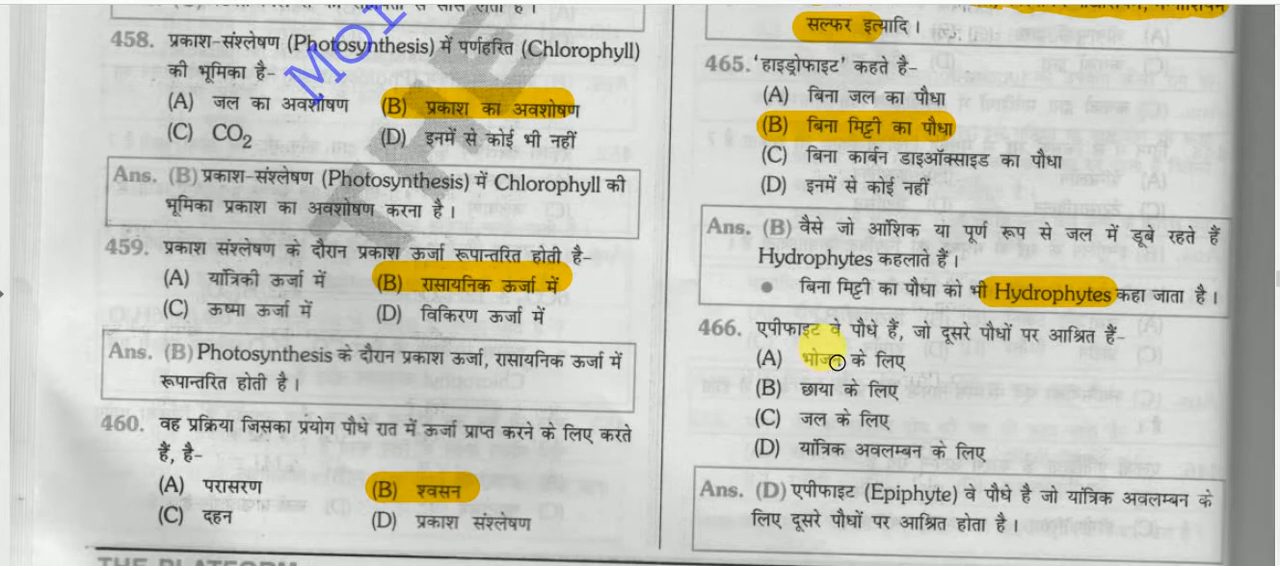 458. प्रकाश-संश्लेषण (Photosynthesis) में पर्णहरित (Chlorophyll)
की भूमिका है-
(A) जल का अवशोषण (B) प्रकाश का अवशोषण
(C) CO2 (D) इनमें से कोई भी नहीं
Ans. (B) प्रकाश-संश्लेषण (Photosynthesis) में Chlorophyll की
भूमिका प्रकाश का अवशोषण करना है।
459. प्रकाश संश्लेषण के दौरान प्रकाश ऊर्जा रूपान्तरित होती है-
(A) यांत्रिकी ऊर्जा में (B) रासायनिक ऊर्जा में
(C) ऊष्मा ऊर्जा में (D) विकिरण ऊर्जा में
Ans. (B) Photosynthesis के दौरान प्रकाश ऊर्जा, रासायनिक ऊर्जा में
रूपान्तरित होती है।
460. वह प्रक्रिया जिसका प्रयोग पौधे रात में ऊर्जा प्राप्त करने के लिए करते
हैं, है-
(A) परासरण (B) श्वसन
(C) दहन (D) प्रकाश संश्लेषण
THE PLATFORM
सल्फर इत्यादि।
465. 'हाइड्रोफाइट' कहते है-
(A) बिना जल का पौधा
(B) बिना मिट्टी का पौधा
(C) बिना कार्बन डाइऑक्साइड का पौधा
(D) इनमें से कोई नहीं
Ans. (B) वैसे जो आंशिक या पूर्ण रूप से जल में डूबे रहते हैं
Hydrophytes कहलाते हैं।
● बिना मिट्टी का पौधा को भी Hydrophytes कहा जाता है।
466. एपीफाइट वे पौधे हैं, जो दूसरे पौधों पर आश्रित हैं-
(A) भोजन के लिए
(B) छाया के लिए
(C) जल के लिए
(D) यांत्रिक अवलम्बन के लिए
Ans. (D) एपीफाइट (Epiphyte) वे पौधे है जो यांत्रिक अवलम्बन के
लिए दूसरे पौधों पर आश्रित होता है।